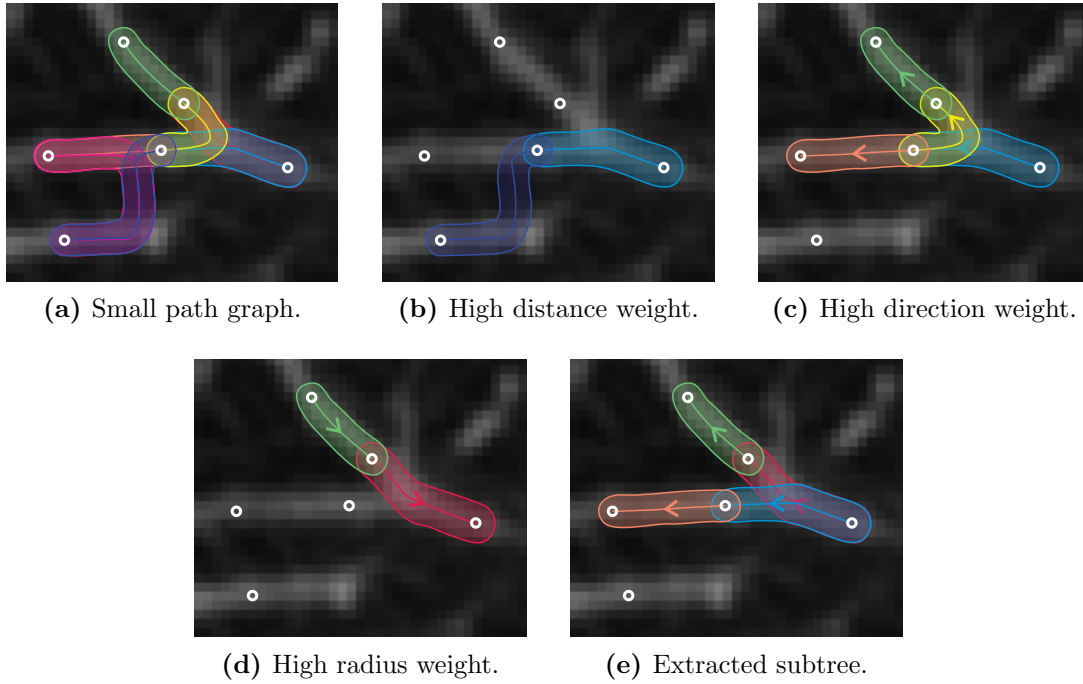 (a) Small path graph.
(b) High distance weight.
(c) High direction weight.
(d) High radius weight.
(e) Extracted subtree.